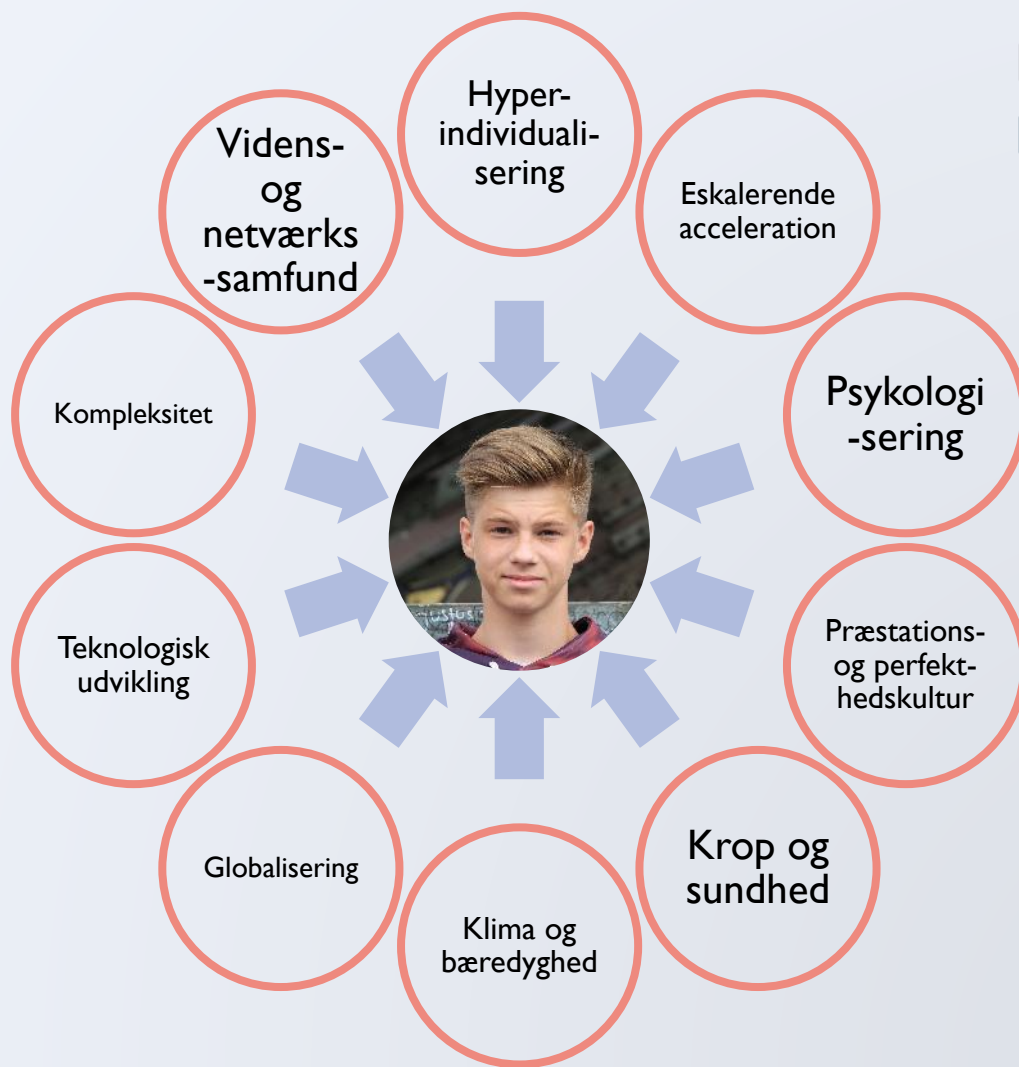 Hyper-
individuali-
sering
Eskalerende
acceleration
Psykologi
-sering
Præstations-
og perfekt-
hedskultur
Krop og
sundhed
Klima og
bæredyghed
Globalisering
Teknologisk
udvikling
Kompleksitet
Videns-
og
netværks
-samfund